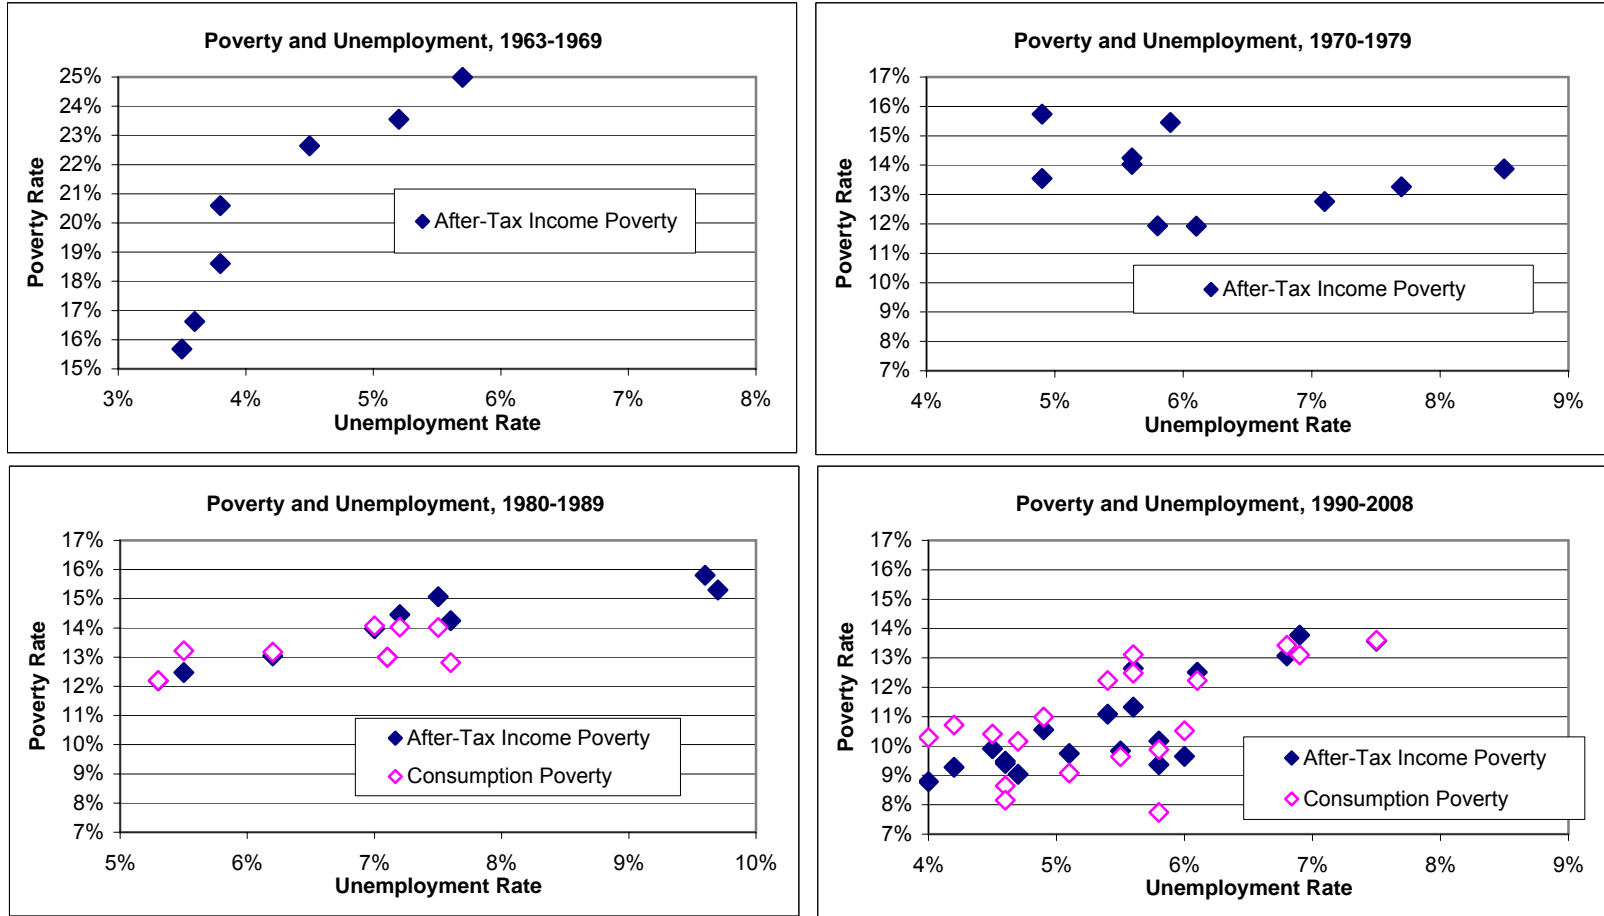 Poverty and Unemployment, 1963-1969
25%
24%
23%
22%
21%
20%
19%
18%
17%
16%
15%
Poverty Rate
After-Tax Income Poverty
3% 4% 5% 6% 7% 8%
Unemployment Rate
Poverty and Unemployment, 1970-1979
17%
16%
15%
14%
13%
12%
11%
10%
9%
8%
7%
Poverty Rate
After-Tax Income Poverty
4% 5% 6% 7% 8% 9%
Unemployment Rate
Poverty and Unemployment, 1980-1989
17%
16%
15%
14%
13%
12%
11%
10%
9%
8%
7%
Poverty Rate
After-Tax Income Poverty
Consumption Poverty
5% 6% 7% 8% 9% 10%
Unemployment Rate
Poverty and Unemployment, 1990-2008
17%
16%
15%
14%
13%
12%
11%
10%
9%
8%
7%
Poverty Rate
After-Tax Income Poverty
Consumption Poverty
4% 5% 6% 7% 8% 9%
Unemployment Rate